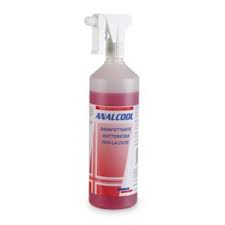 ANALCOOL
DISINFETTANTE
BATTERICIDA
PER LA CUTE